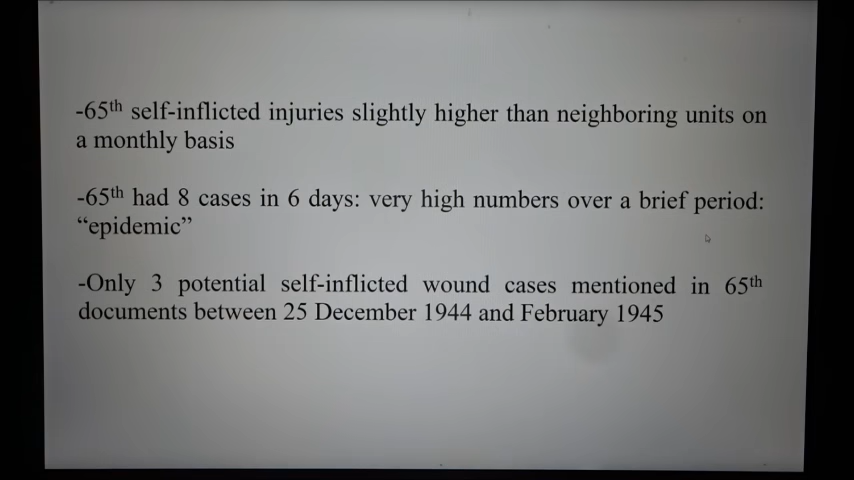 -65th self-inflicted injuries slightly higher than neighboring units on
a monthly basis
-65th had 8 cases in 6 days: very high numbers over a brief period:
“epidemic”
-Only 3 potential self-inflicted wound cases mentioned in 65th
documents between 25 December 1944 and February 1945